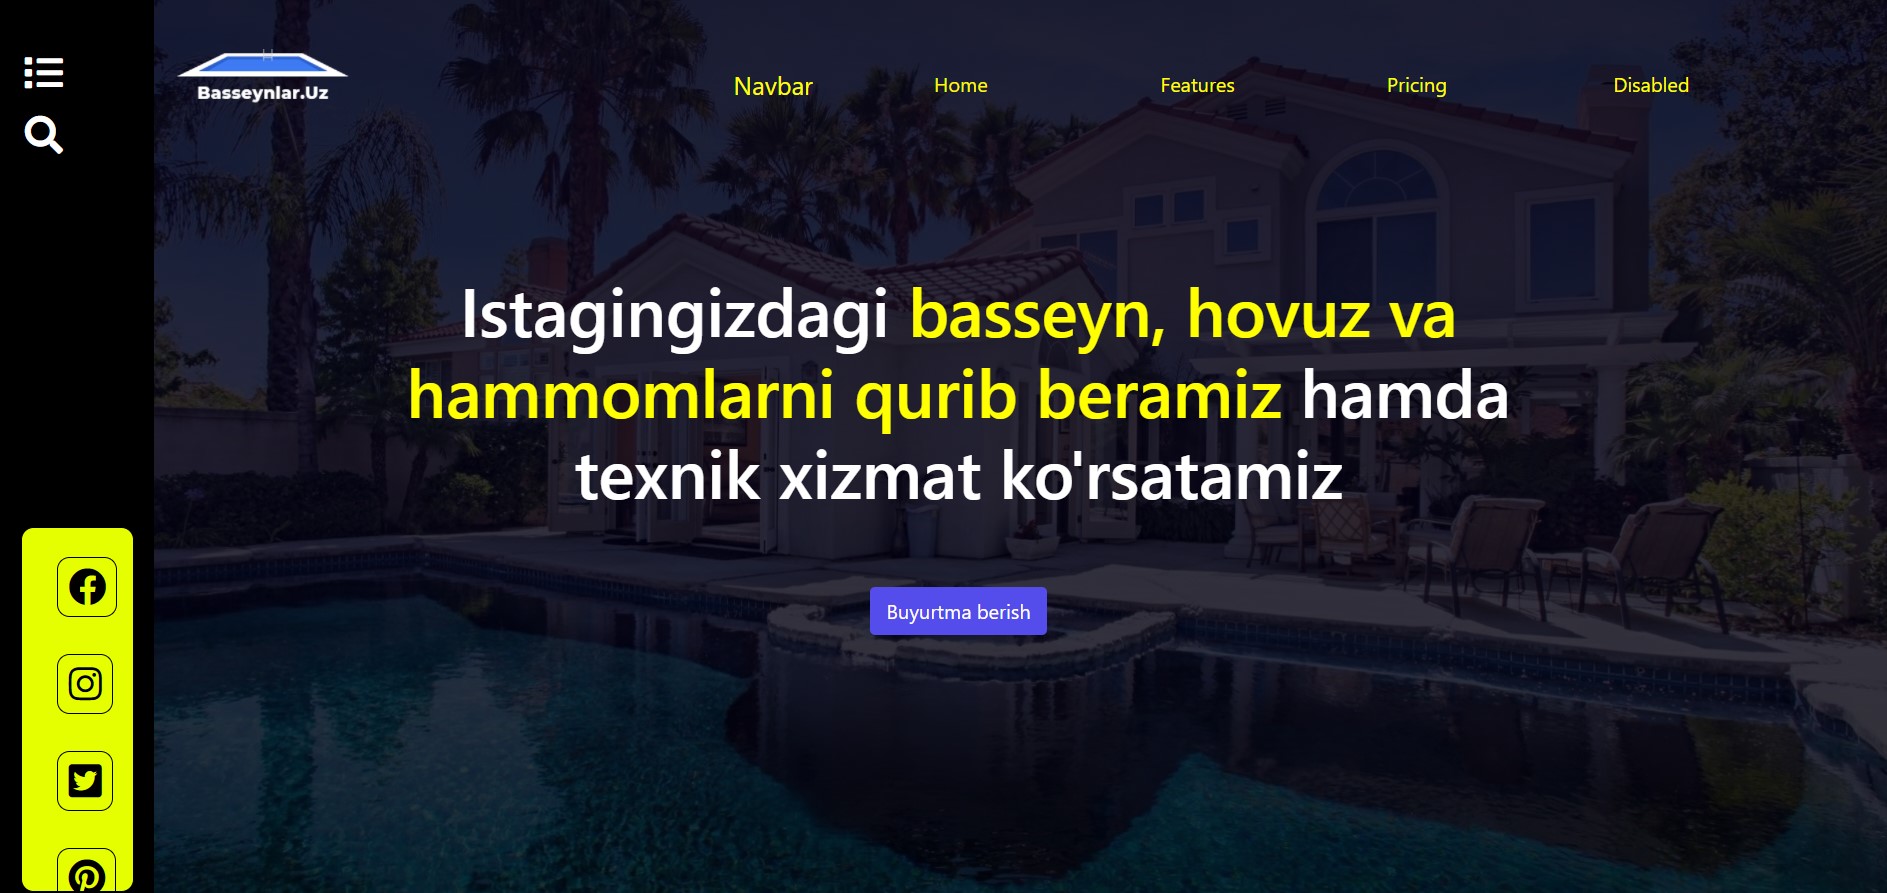 Basseynlar.Uz
Navbar
Home
Features
Pricing
Disabled
Istagingizdagi basseyn, hovuz va
hammomlarni qurib beramiz hamda
texnik xizmat ko'rsatamiz
Buyurtma berish